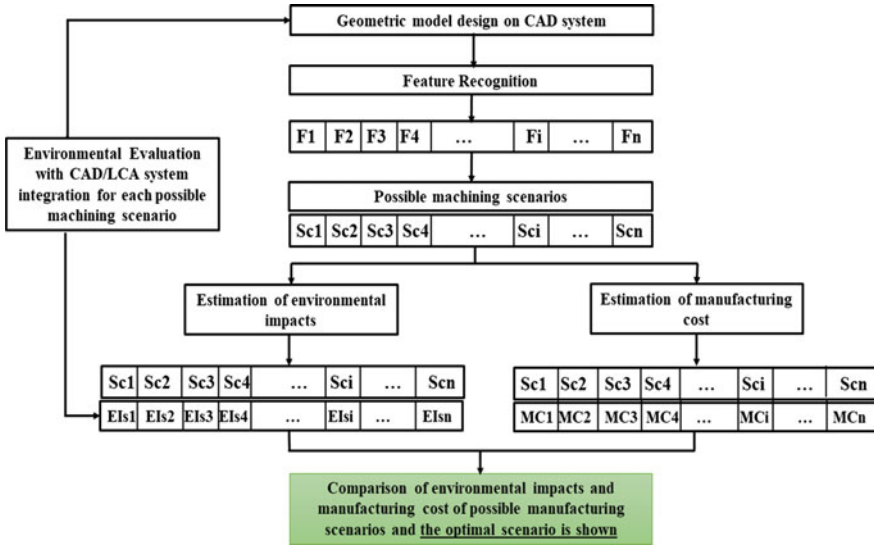 Geometric model design on CAD system
Feature Recognition
F1 F2 F3 F4 ... Fi ... Fn
Environmental Evaluation
with CAD/LCA system
integration for each possible
machining scenario
Possible machining scenarios
Sc1 Sc2 Sc3 Sc4 ... Sci ... Scn
Estimation of environmental
impacts
Estimation of manufacturing
cost
Sc1 Sc2 Sc3 Sc4 ... Sci ... Scn
EIs1 EIs2 EIs3 EIs4 ... EIsi ... EIsn
Sc1 Sc2 Sc3 Sc4 ... Sci ... Scn
MC1 MC2 MC3 MC4 ... MCi ... MCn
Comparison of environmental impacts and
manufacturing cost of possible manufacturing
scenarios and the optimal scenario is shown